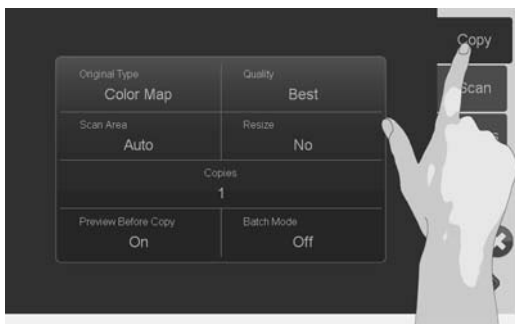 Copy
Original Type
Quality
Color Map
Best
Scan
Scan Area
Resize
Auto
No
Copies
1
Preview Before Copy
Batch Mode
On
Off